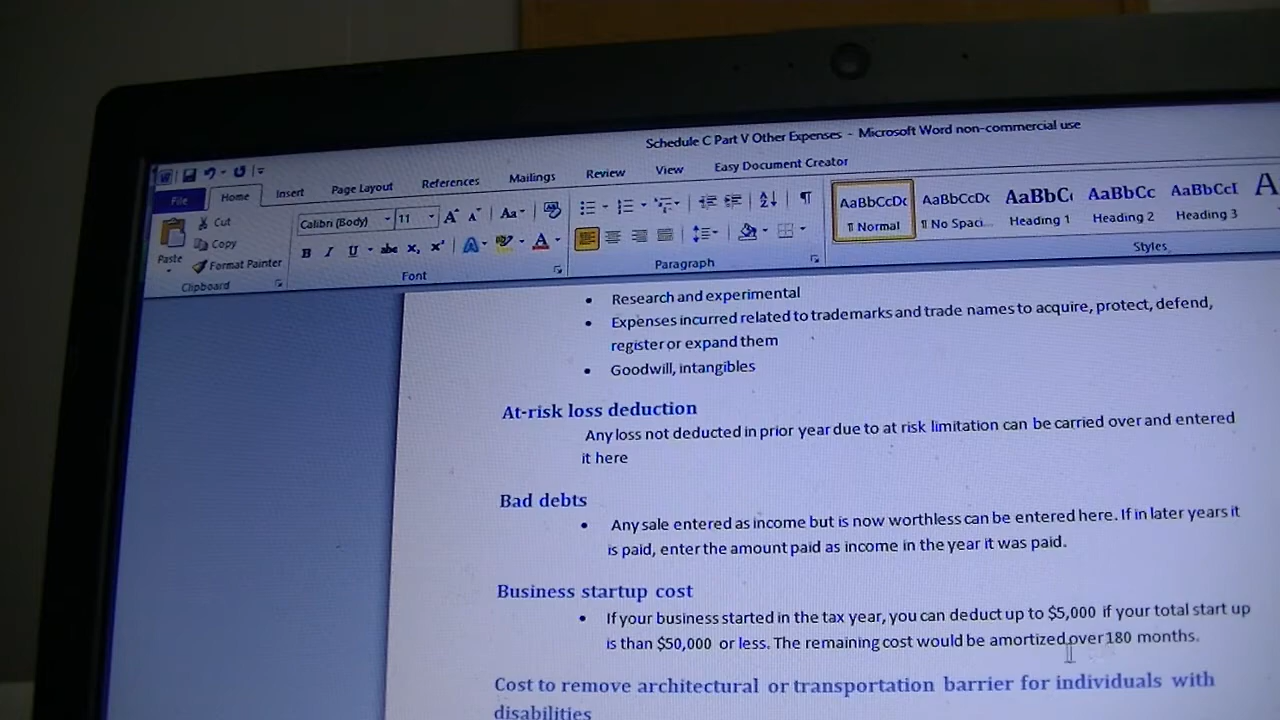 Schedule C Part V Other Expenses - Microsoft Word non-commercial use
File Home Insert Page Layout References Mailings Review View Easy Document Creator
Cut
Copy
Format Painter
Paste
Clipboard
Calibri (Body) 11
Font
Paragraph
AaBbCcDc AaBbCcDc AaBbC AaBbCc AaBbCcI A
¶ Normal ¶ No Spaci... Heading 1 Heading 2 Heading 3
Styles
• Research and experimental
• Expenses incurred related to trademarks and trade names to acquire, protect, defend,
register or expand them
• Goodwill, intangibles
At-risk loss deduction
Any loss not deducted in prior year due to at risk limitation can be carried over and entered
it here
Bad debts
• Any sale entered as income but is now worthless can be entered here. If in later years it
is paid, enter the amount paid as income in the year it was paid.
Business startup cost
• If your business started in the tax year, you can deduct up to $5,000 if your total start up
is than $50,000 or less. The remaining cost would be amortized over 180 months.
Cost to remove architectural or transportation barrier for individuals with
disabilities